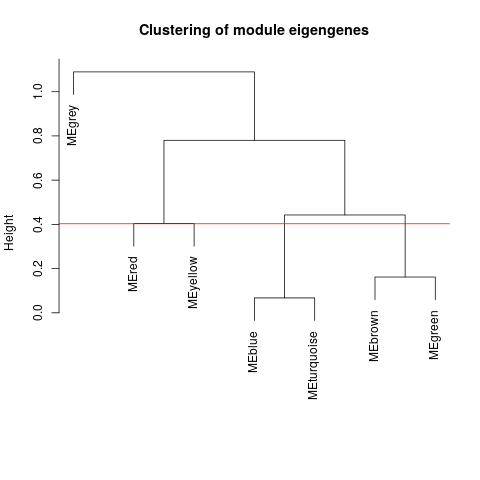 Clustering of module eigengenes
Height
0.0
0.2
0.4
0.6
0.8
1.0
MEgrey
MEred
MEyellow
MEblue
MEturquoise
MEbrown
MEgreen